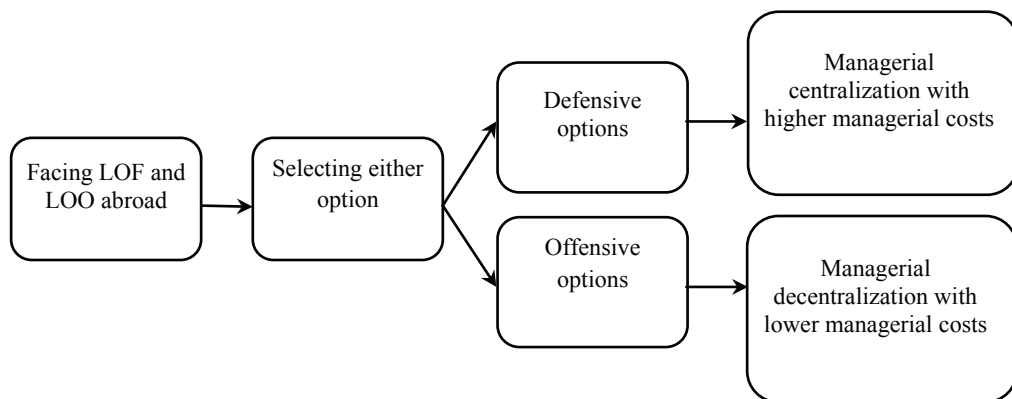 Facing LOF and
LOO abroad
Selecting either
option
Defensive
options
Managerial
centralization with
higher managerial costs
Offensive
options
Managerial
decentralization with
lower managerial costs